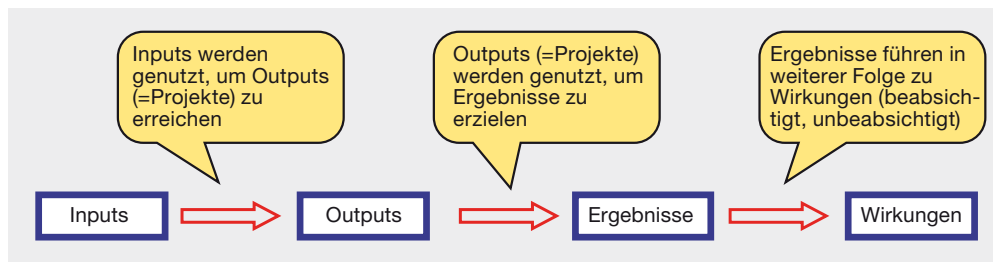 Inputs werden
genutzt, um Outputs
(=Projekte) zu
erreichen
Outputs (=Projekte)
werden genutzt, um
Ergebnisse zu
erzielen
Ergebnisse führen in
weiterer Folge zu
Wirkungen (beabsich-
tigt, unbeabsichtigt)
Inputs
Outputs
Ergebnisse
Wirkungen